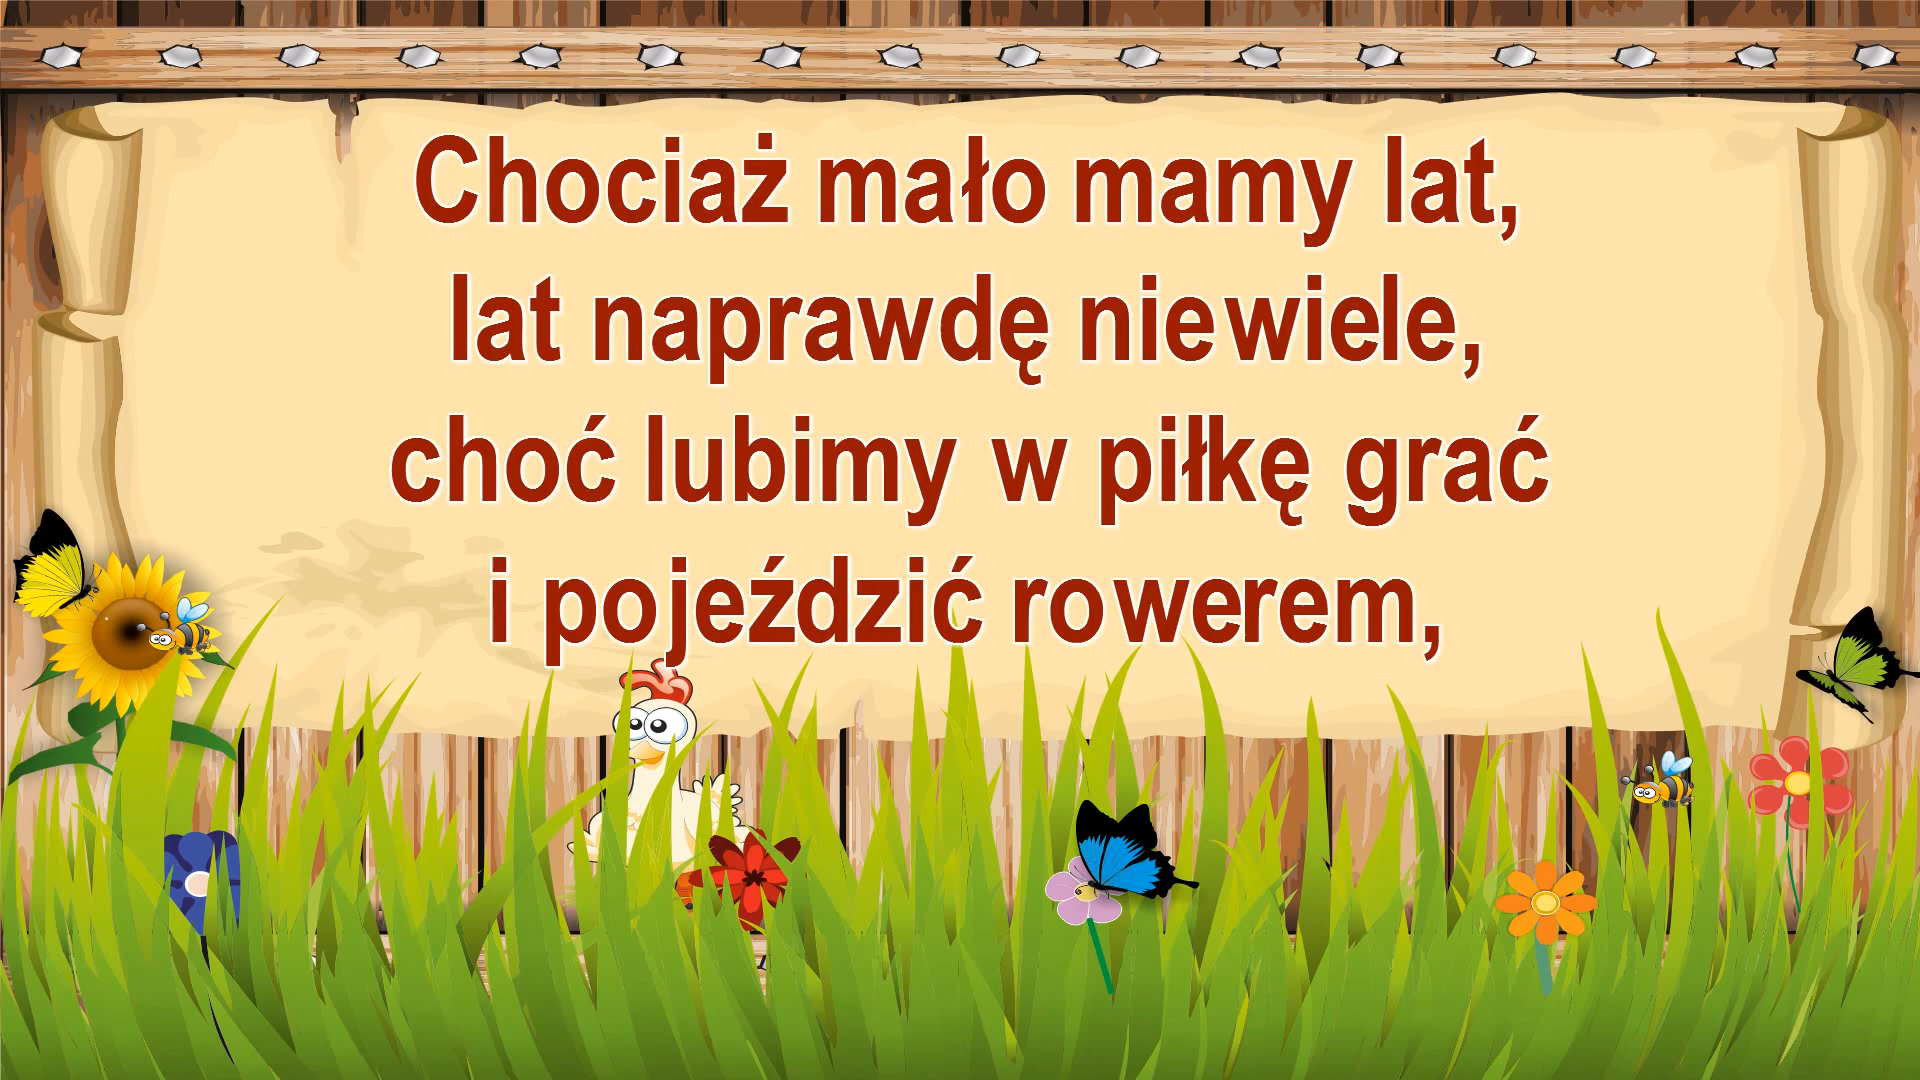 Chociaż mało mamy lat,
lat naprawdę niewiele,
choć lubimy w piłkę grać
i pojeździć rowerem,